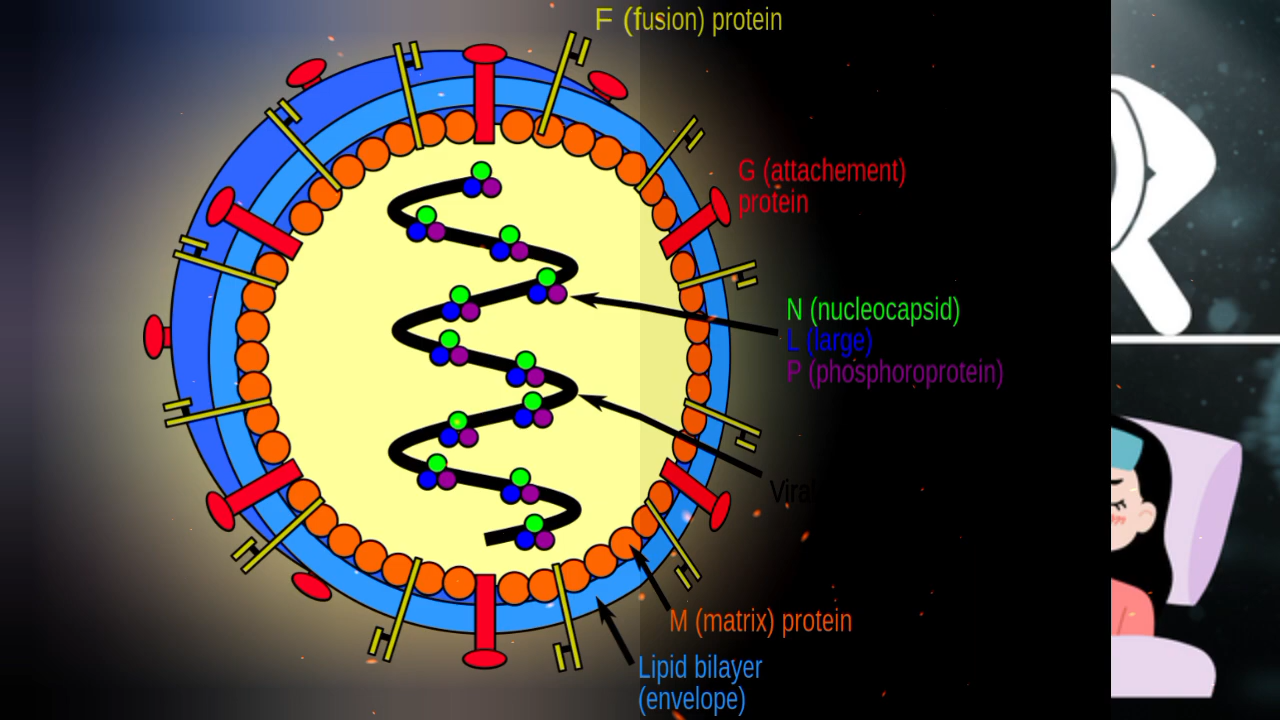 F (fusion) protein
G (attachement)
protein
N (nucleocapsid)
L (large)
P (phosphoroprotein)
M (matrix) protein
Lipid bilayer
(envelope)